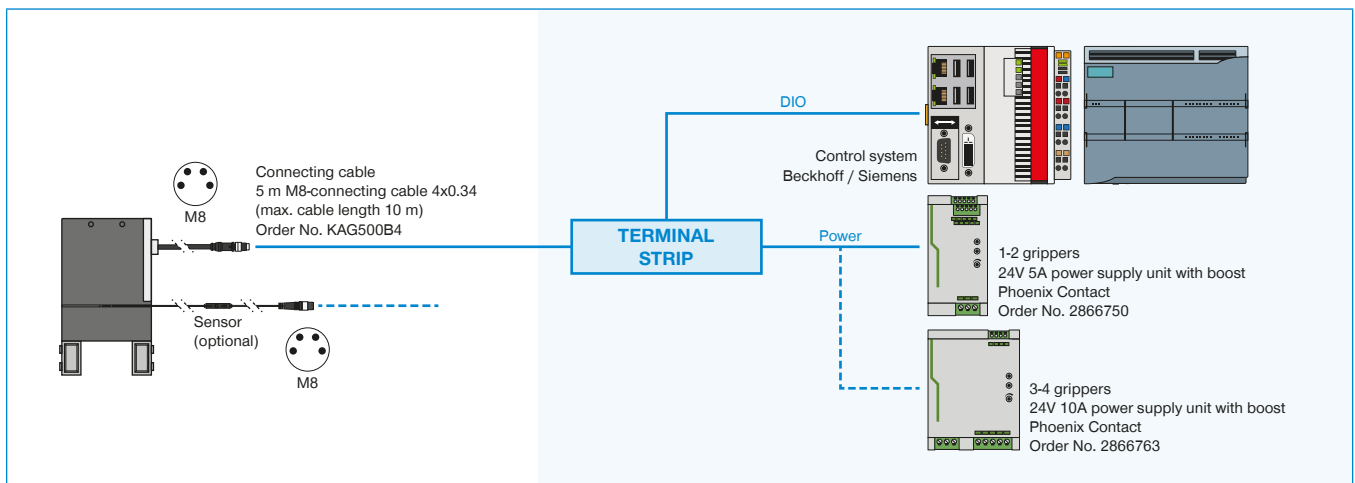 Connecting cable
5 m M8-connecting cable 4x0.34
(max. cable length 10 m)
Order No. KAG500B4
M8
Sensor
(optional)
M8
TERMINAL
STRIP
DIO
Control system
Beckhoff / Siemens
Power
1-2 grippers
24V 5A power supply unit with boost
Phoenix Contact
Order No. 2866750
3-4 grippers
24V 10A power supply unit with boost
Phoenix Contact
Order No. 2866763